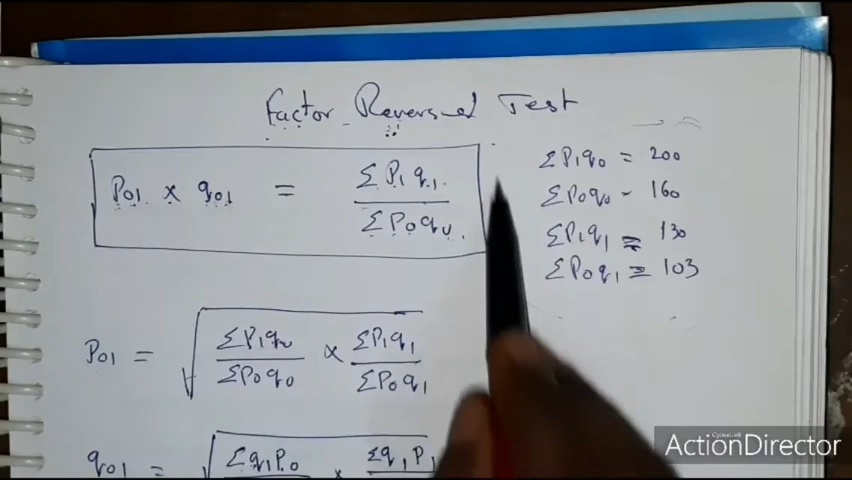 Factor Reversal Test
P01 × q01 = ΣP1q1 / ΣP0q0
ΣP1q0 = 200
ΣP0q0 - 160
ΣP1q1 = 130
ΣP0q1 = 103
P01 = √ ΣP1q0 / ΣP0q0 × ΣP1q1 / ΣP0q1
q01 = √ Σq1P0 × Σq1P1
ActionDirector